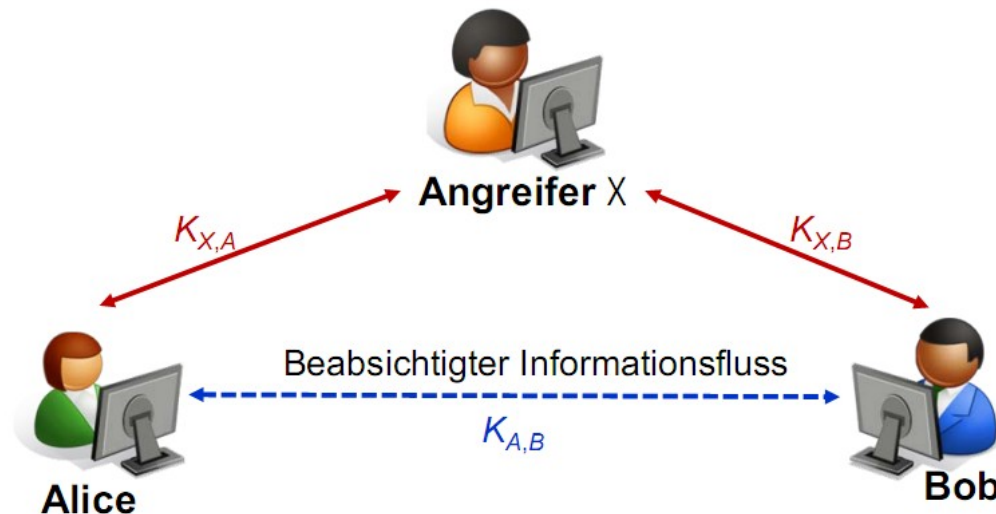 Angreifer X
K_{X,A}
K_{X,B}
Beabsichtigter Informationsfluss
K_{A,B}
Alice
Bob